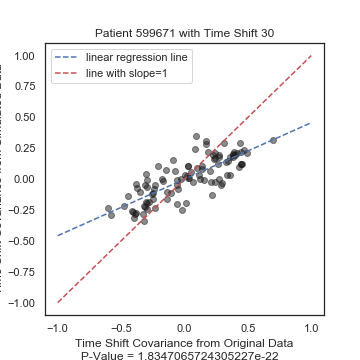 Patient 599671 with Time Shift 30
linear regression line
line with slope=1
1.00
0.75
0.50
0.25
0.00
−0.25
−0.50
−0.75
−1.00
−1.0
−0.5
0.0
0.5
1.0
Time Shift Covariance from Original Data
P-Value = 1.8347065724305227e-22